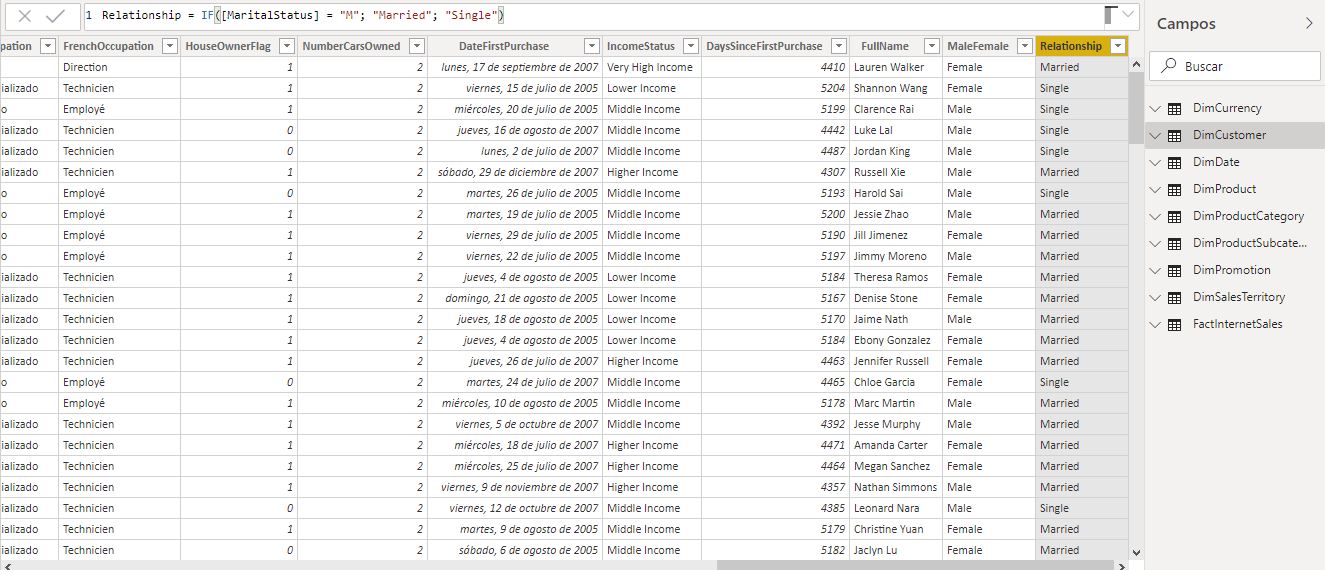 1 Relationship = IF([MaritalStatus] = "M"; "Married"; "Single")
Campos
Buscar
pation FrenchOccupation HouseOwnerFlag NumberCarsOwned DateFirstPurchase IncomeStatus DaysSinceFirstPurchase FullName MaleFemale Relationship
Direction 1 2 lunes, 17 de septiembre de 2007 Very High Income 4410 Lauren Walker Female Married
ializado Technicien 1 2 viernes, 15 de julio de 2005 Lower Income 5204 Shannon Wang Female Single
o Employé 1 2 miércoles, 20 de julio de 2005 Middle Income 5199 Clarence Rai Male Single
ializado Technicien 0 2 jueves, 16 de agosto de 2007 Middle Income 4442 Luke Lal Male Single
ializado Technicien 0 2 lunes, 2 de julio de 2007 Middle Income 4487 Jordan King Male Single
ializado Technicien 1 2 sábado, 29 de diciembre de 2007 Higher Income 4307 Russell Xie Male Married
o Employé 0 2 martes, 26 de julio de 2005 Middle Income 5193 Harold Sai Male Single
o Employé 1 2 martes, 19 de julio de 2005 Middle Income 5200 Jessie Zhao Male Married
o Employé 1 2 viernes, 29 de julio de 2005 Middle Income 5190 Jill Jimenez Female Married
o Employé 1 2 viernes, 22 de julio de 2005 Middle Income 5197 Jimmy Moreno Male Married
ializado Technicien 1 2 jueves, 4 de agosto de 2005 Lower Income 5184 Theresa Ramos Female Married
ializado Technicien 1 2 domingo, 21 de agosto de 2005 Lower Income 5167 Denise Stone Female Married
ializado Technicien 1 2 jueves, 18 de agosto de 2005 Lower Income 5170 Jaime Nath Male Married
ializado Technicien 1 2 jueves, 4 de agosto de 2005 Lower Income 5184 Ebony Gonzalez Female Married
ializado Technicien 1 2 jueves, 26 de julio de 2007 Higher Income 4463 Jennifer Russell Female Married
o Employé 0 2 martes, 24 de julio de 2007 Middle Income 4465 Chloe Garcia Female Single
o Employé 1 2 miércoles, 10 de agosto de 2005 Middle Income 5178 Marc Martin Male Married
ializado Technicien 1 2 viernes, 5 de octubre de 2007 Middle Income 4392 Jesse Murphy Male Married
ializado Technicien 1 2 miércoles, 18 de julio de 2007 Higher Income 4471 Amanda Carter Female Married
ializado Technicien 1 2 miércoles, 25 de julio de 2007 Higher Income 4464 Megan Sanchez Female Married
ializado Technicien 1 2 viernes, 9 de noviembre de 2007 Higher Income 4357 Nathan Simmons Male Married
ializado Technicien 0 2 viernes, 12 de octubre de 2007 Middle Income 4385 Leonard Nara Male Single
ializado Technicien 1 2 martes, 9 de agosto de 2005 Middle Income 5179 Christine Yuan Female Married
ializado Technicien 0 2 sábado, 6 de agosto de 2005 Middle Income 5182 Jaclyn Lu Female Married
DimCurrency
DimCustomer
DimDate
DimProduct
DimProductCategory
DimProductSubcate...
DimPromotion
DimSalesTerritory
FactInternetSales